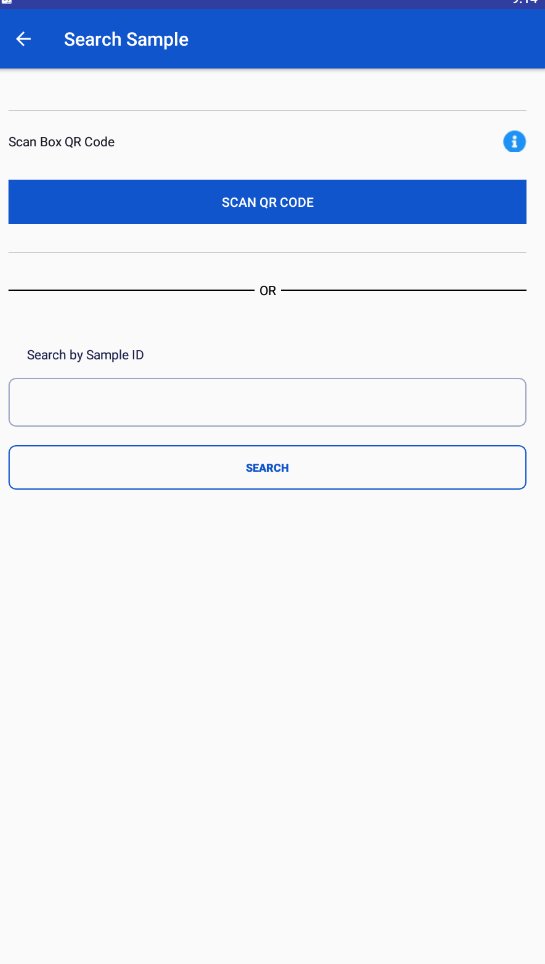 Search Sample
Scan Box QR Code
SCAN QR CODE
OR
Search by Sample ID
SEARCH